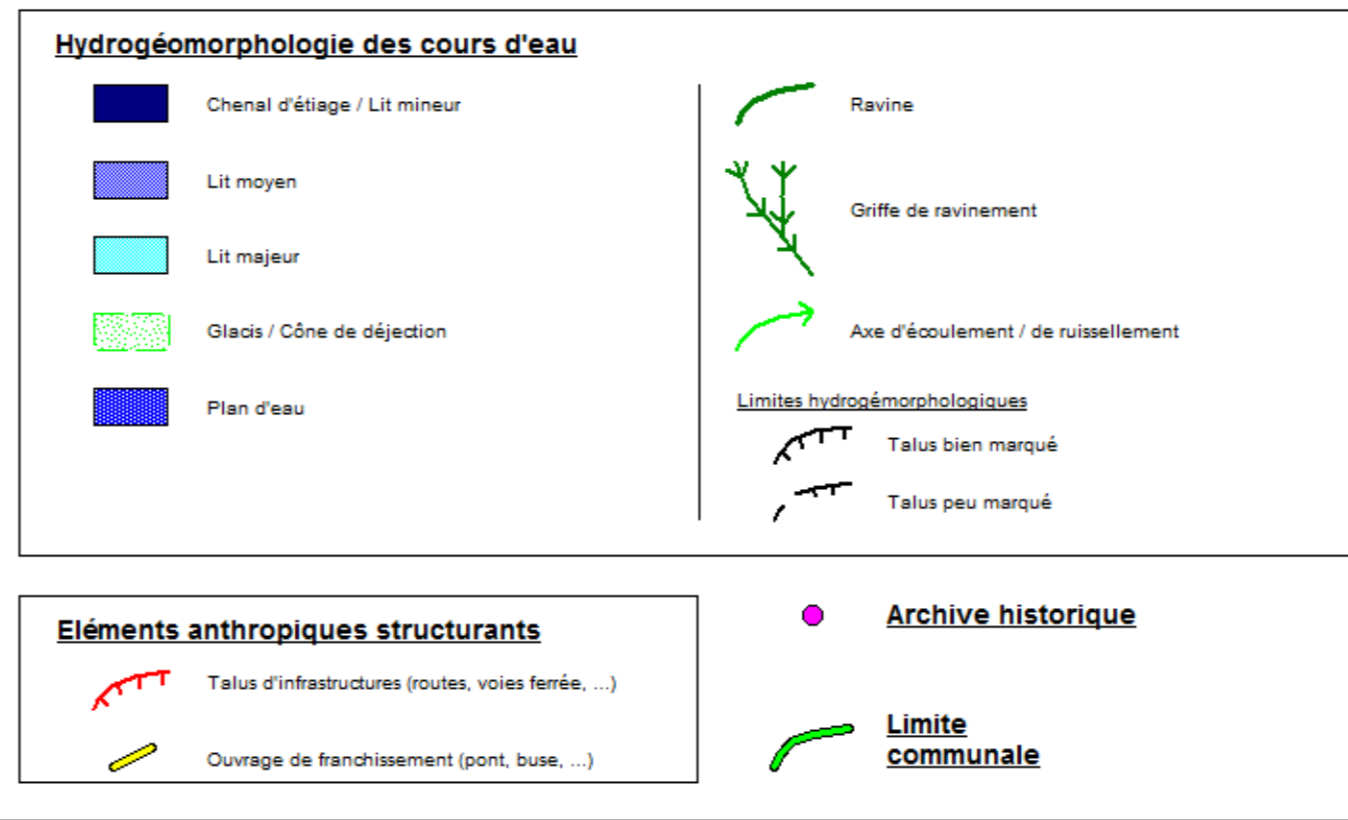 Hydrogéomorphologie des cours d'eau
Chenal d'étiage / Lit mineur
Lit moyen
Lit majeur
Glacis / Cône de déjection
Plan d'eau
Ravine
Griffe de ravinement
Axe d'écoulement / de ruissellement
Limites hydrogémorphologiques
Talus bien marqué
Talus peu marqué
Eléments anthropiques structurants
Talus d'infrastructures (routes, voies ferrée, ...)
Ouvrage de franchissement (pont, buse, ...)
Archive historique
Limite
communale